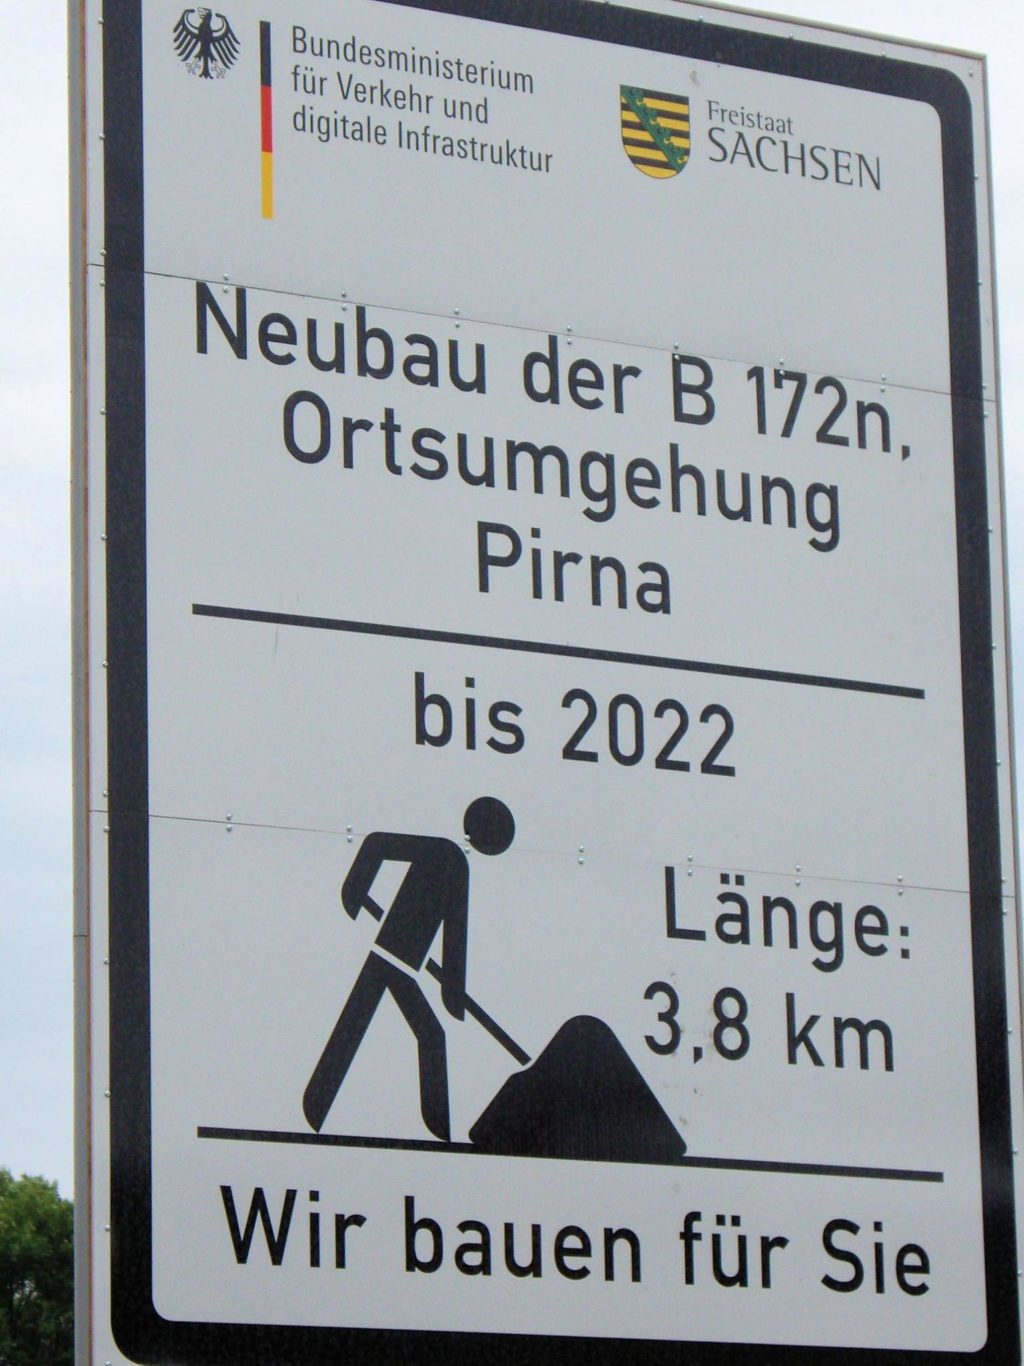 Bundesministerium
für Verkehr und
digitale Infrastruktur
Freistaat
SACHSEN
Neubau der B 172n,
Ortsumgehung
Pirna
bis 2022
Länge:
3,8 km
Wir bauen für Sie